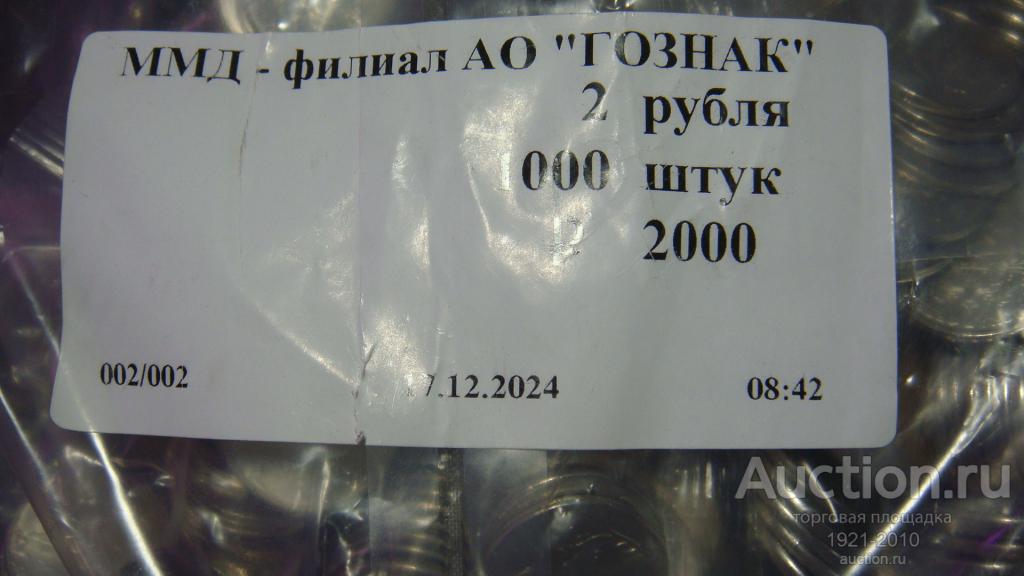 ММД - филиал АО "ГОЗНАК"
2 рубля
1000 штук
2000
002/002 17.12.2024 08:42
Auction.ru
торговая площадка
1921-2010
auction.ru